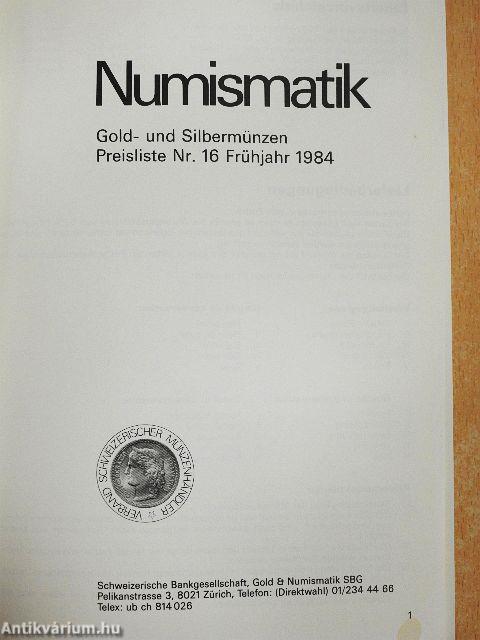 Numismatik
Gold- und Silbermünzen
Preisliste Nr. 16 Frühjahr 1984
VERBAND SCHWEIZERISCHER MÜNZENHÄNDLER
Schweizerische Bankgesellschaft, Gold & Numismatik SBG
Pelikanstrasse 3, 8021 Zürich, Telefon: (Direktwahl) 01/234 44 66
Telex: ub ch 814 026
1
Antikvárium.hu